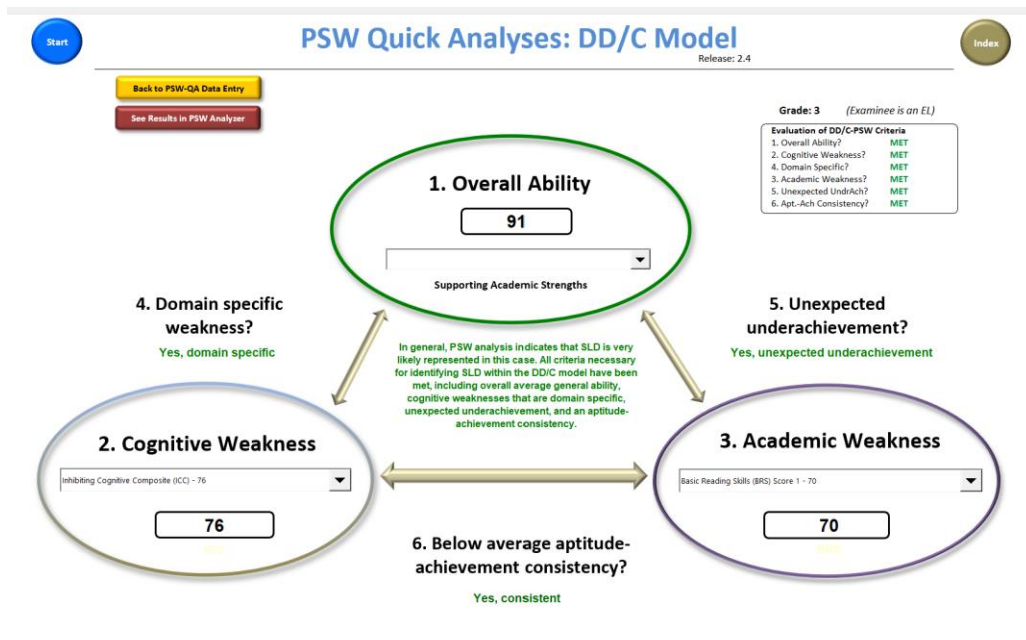 Start
PSW Quick Analyses: DD/C Model
Release: 2.4
Index
Back to PSW-QA Data Entry
See Results in PSW Analyzer
Grade: 3 (Examinee is an EL)
Evaluation of DD/C-PSW Criteria
1. Overall Ability? MET
2. Cognitive Weakness? MET
4. Domain Specific? MET
3. Academic Weakness? MET
5. Unexpected UndrAch? MET
6. Apt.-Ach Consistency? MET
1. Overall Ability
91
Supporting Academic Strengths
4. Domain specific
weakness?
Yes, domain specific
5. Unexpected
underachievement?
Yes, unexpected underachievement
In general, PSW analysis indicates that SLD is very
likely represented in this case. All criteria necessary
for identifying SLD within the DD/C model have been
met, including overall average general ability,
cognitive weaknesses that are domain specific,
unexpected underachievement, and an aptitude-
achievement consistency.
2. Cognitive Weakness
Inhibiting Cognitive Composite (ICC) - 76
76
3. Academic Weakness
Basic Reading Skills (BRS) Score 1 - 70
70
6. Below average aptitude-
achievement consistency?
Yes, consistent